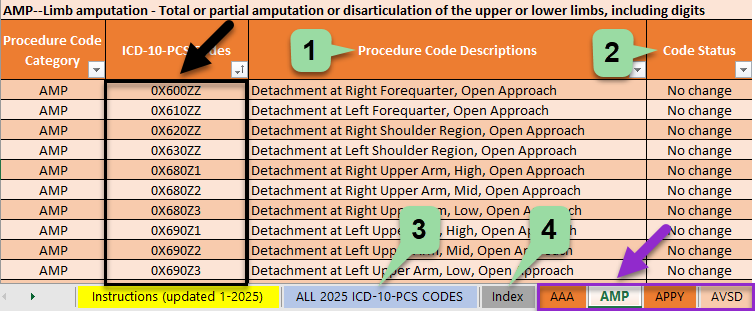 AMP--Limb amputation - Total or partial amputation or disarticulation of the upper or lower limbs, including digits
Procedure Code Category ICD-10-PCS Codes 1 Procedure Code Descriptions 2 Code Status
AMP 0X600ZZ Detachment at Right Forequarter, Open Approach No change
AMP 0X610ZZ Detachment at Left Forequarter, Open Approach No change
AMP 0X620ZZ Detachment at Right Shoulder Region, Open Approach No change
AMP 0X630ZZ Detachment at Left Shoulder Region, Open Approach No change
AMP 0X680Z1 Detachment at Right Upper Arm, High, Open Approach No change
AMP 0X680Z2 Detachment at Right Upper Arm, Mid, Open Approach No change
AMP 0X680Z3 Detachment at Right Upper Arm, Low, Open Approach No change
AMP 0X690Z1 Detachment at Left Upper High, Open Approach No change
AMP 0X690Z2 Detachment at Left Upper Mid, Open Approach No change
AMP 0X690Z3 Detachment at Left Upper Arm, Low, Open Approach No change
3 4
Instructions (updated 1-2025) ALL 2025 ICD-10-PCS CODES Index AAA AMP APPY AVSD